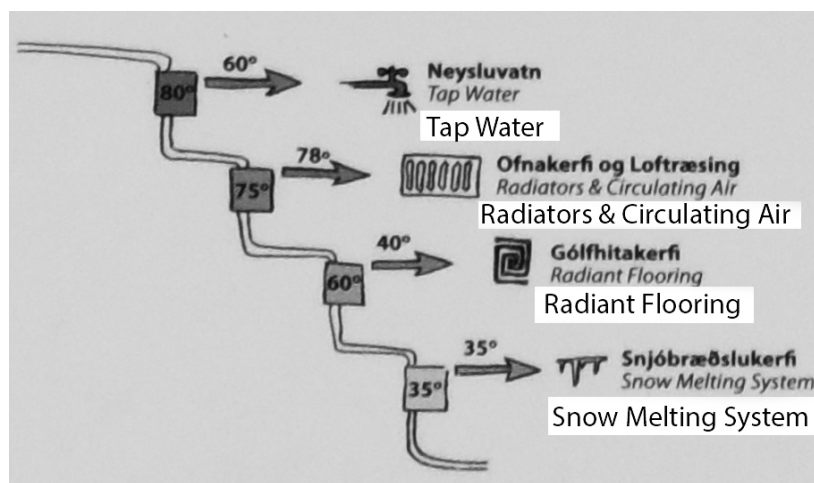 80°
60°
Neysluvatn
Tap Water
Tap Water
75°
78°
Ofnakerfi og Loftræsing
Radiators & Circulating Air
Radiators & Circulating Air
60°
40°
Gólfhitakerfi
Radiant Flooring
Radiant Flooring
35°
35°
Snjóbræðslukerfi
Snow Melting System
Snow Melting System